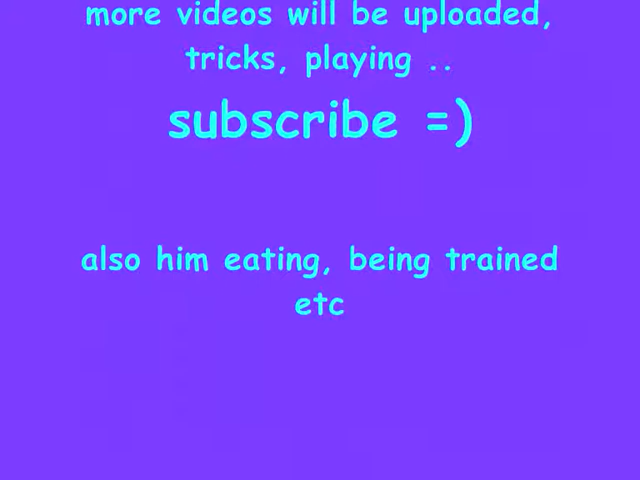 more videos will be uploaded,
tricks, playing ..
subscribe =)
also him eating, being trained
etc